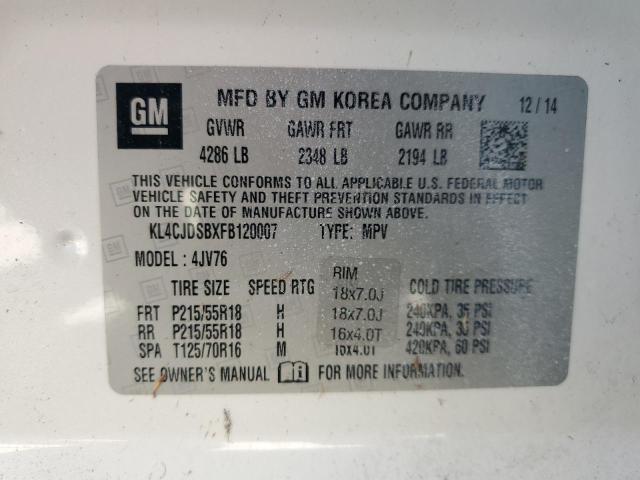 GM
MFD BY GM KOREA COMPANY 12/14
GVWR GAWR FRT GAWR RR
4286 LB 2348 LB 2194 LB
THIS VEHICLE CONFORMS TO ALL APPLICABLE U.S. FEDERAL MOTOR
VEHICLE SAFETY AND THEFT PREVENTION STANDARDS IN EFFECT
ON THE DATE OF MANUFACTURE SHOWN ABOVE.
KL4CJDSBXFB120007 TYPE: MPV
MODEL: 4JV76
TIRE SIZE SPEED RTG RIM COLD TIRE PRESSURE
18x7.0J
FRT P215/55R18 H 18x7.0J 240KPA, 35 PSI
RR P215/55R18 H 16x4.0T 240KPA, 35 PSI
SPA T125/70R16 M 16x4.0T 420KPA, 60 PSI
SEE OWNER'S MANUAL FOR MORE INFORMATION.